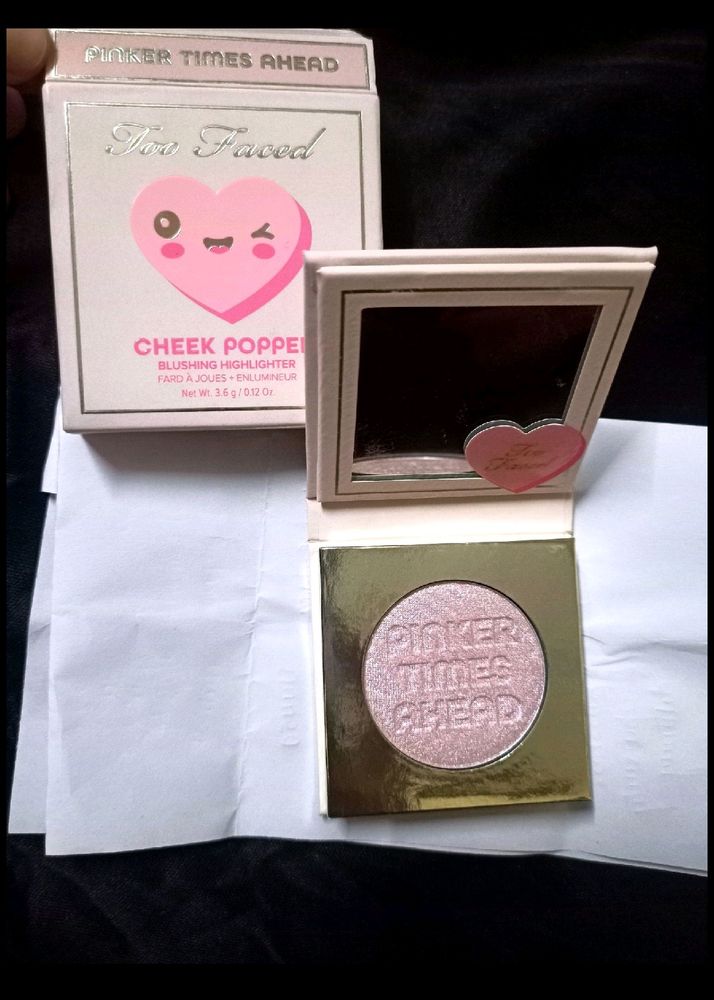 PINKER TIMES AHEAD
Too Faced
CHEEK POPPE
BLUSHING HIGHLIGHTER
FARD À JOUES + ENLUMINEUR
Net Wt. 3.6 g / 0.12 Oz.
Too
Faced
PINKER
TIMES
AHEAD